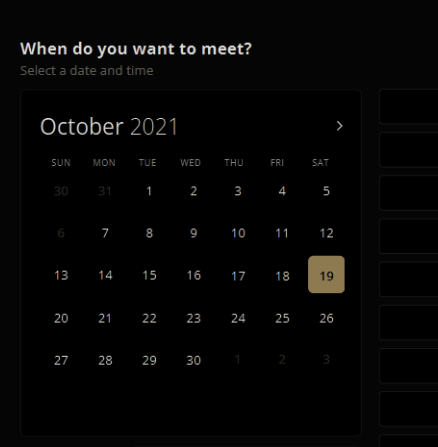 When do you want to meet?
Select a date and time
October 2021
SUN MON TUE WED THU FRI SAT
30 31 1 2 3 4 5
6 7 8 9 10 11 12
13 14 15 16 17 18 19
20 21 22 23 24 25 26
27 28 29 30 1 2 3